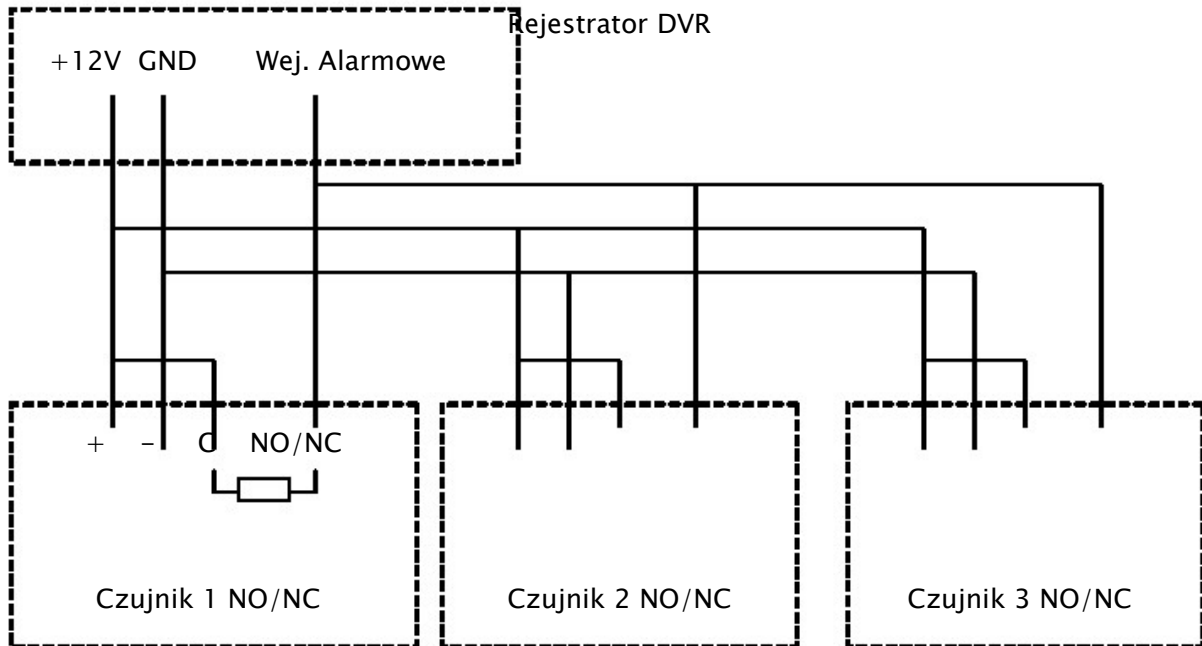 Rejestrator DVR
+12V GND Wej. Alarmowe
+ – C NO/NC
Czujnik 1 NO/NC
Czujnik 2 NO/NC
Czujnik 3 NO/NC